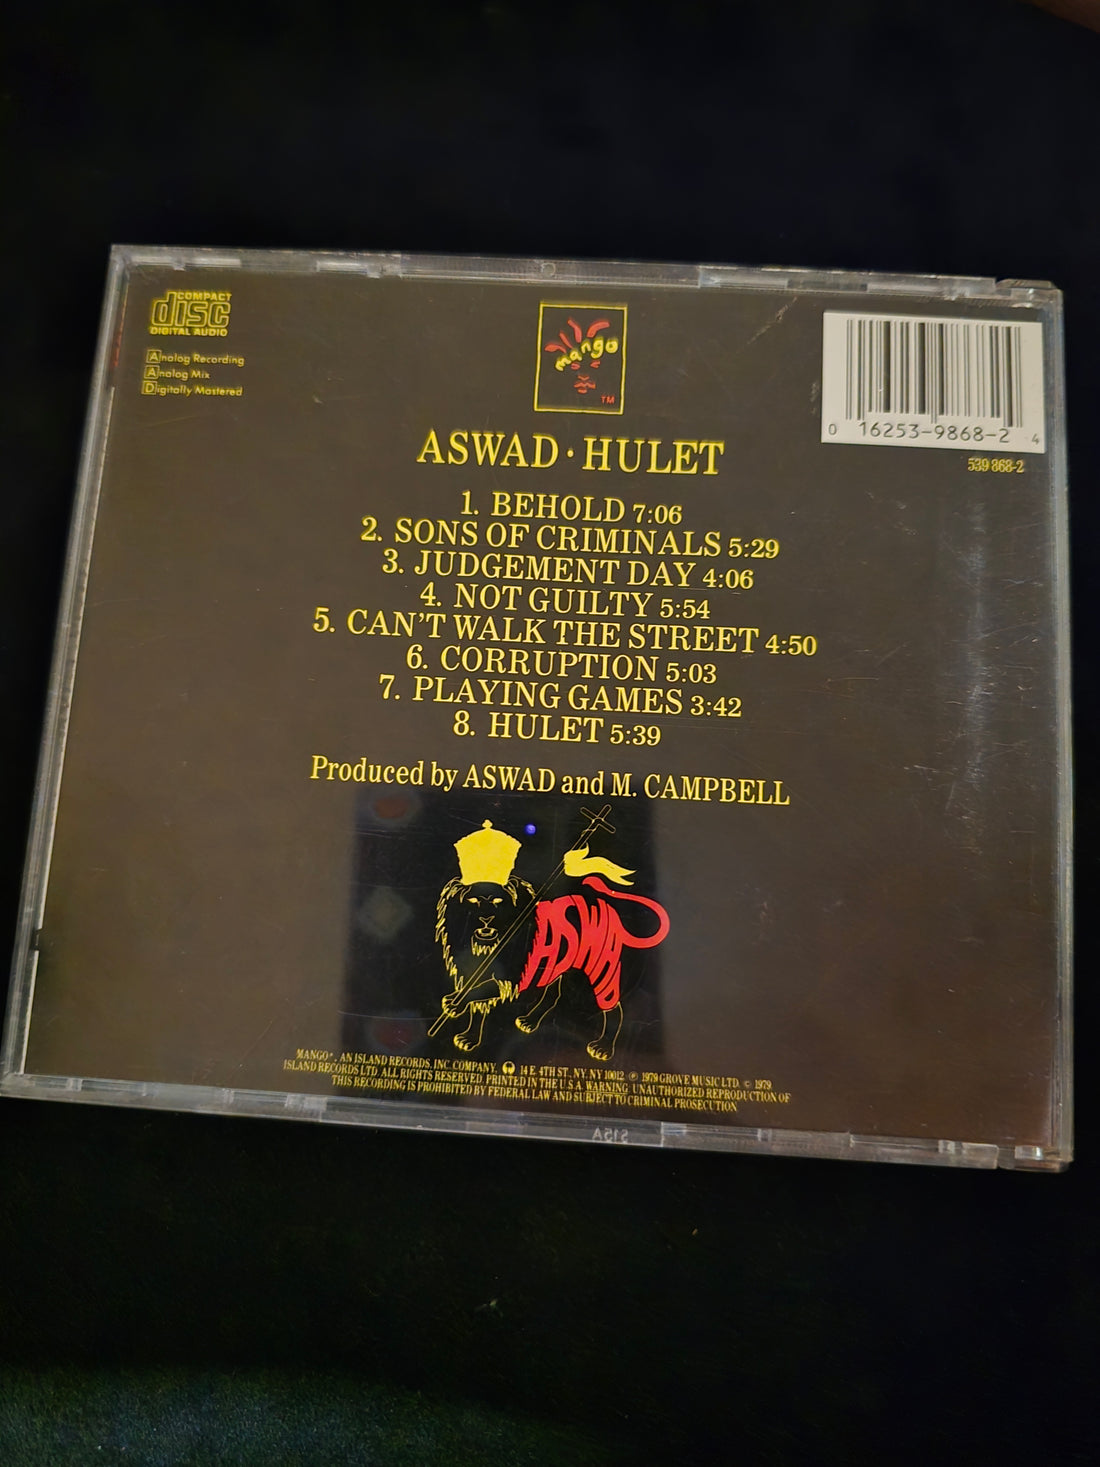 COMPACT
disc
DIGITAL AUDIO
Analog Recording
Analog Mix
Digitally Mastered
mango
TM
0 16253-9868-2 4
539 868-2
ASWAD · HULET
1. BEHOLD 7:06
2. SONS OF CRIMINALS 5:29
3. JUDGEMENT DAY 4:06
4. NOT GUILTY 5:54
5. CAN'T WALK THE STREET 4:50
6. CORRUPTION 5:03
7. PLAYING GAMES 3:42
8. HULET 5:39
Produced by ASWAD and M. CAMPBELL
ASWAD
MANGO®, AN ISLAND RECORDS, INC. COMPANY, 14 E. 4TH ST., NY, NY 10012 ℗ 1979 GROVE MUSIC LTD. © 1979
ISLAND RECORDS LTD. ALL RIGHTS RESERVED. PRINTED IN THE U.S.A. WARNING: UNAUTHORIZED REPRODUCTION OF
THIS RECORDING IS PROHIBITED BY FEDERAL LAW AND SUBJECT TO CRIMINAL PROSECUTION